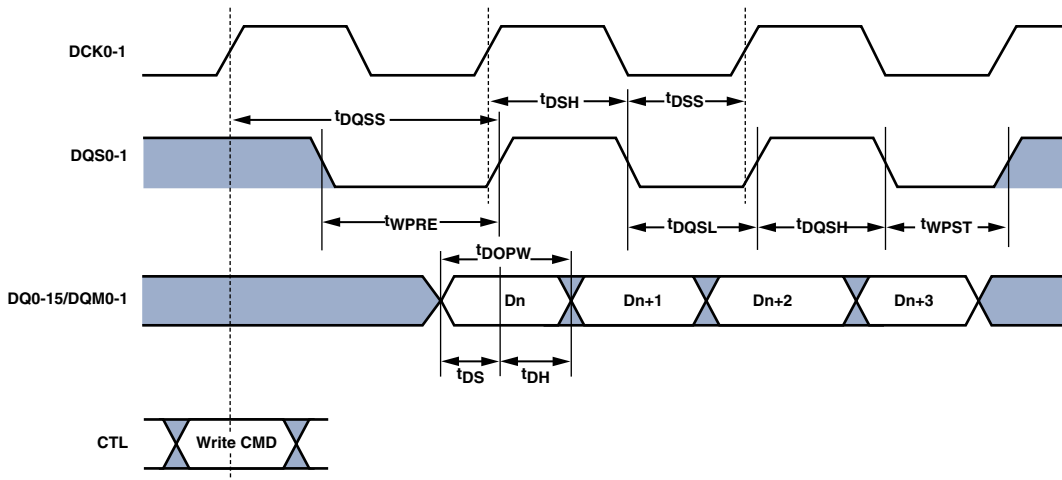 DCK0-1
tDSH
tDSS
tDQSS
DQS0-1
tWPRE
tDQSL
tDQSH
tWPST
tDOPW
DQ0-15/DQM0-1
Dn
Dn+1
Dn+2
Dn+3
tDS
tDH
CTL
Write CMD